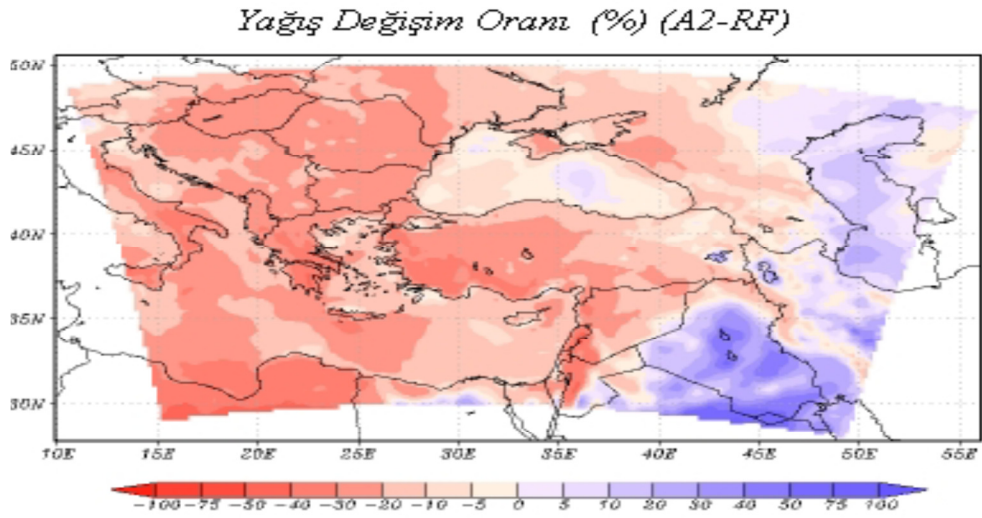 Yağış Değişim Oranı (%) (A2-RF)
50N
45N
40N
35N
30N
10E 15E 20E 25E 30E 35E 40E 45E 50E 55E
-100 -75 -50 -40 -30 -20 -10 -5 0 5 10 20 30 40 50 75 100